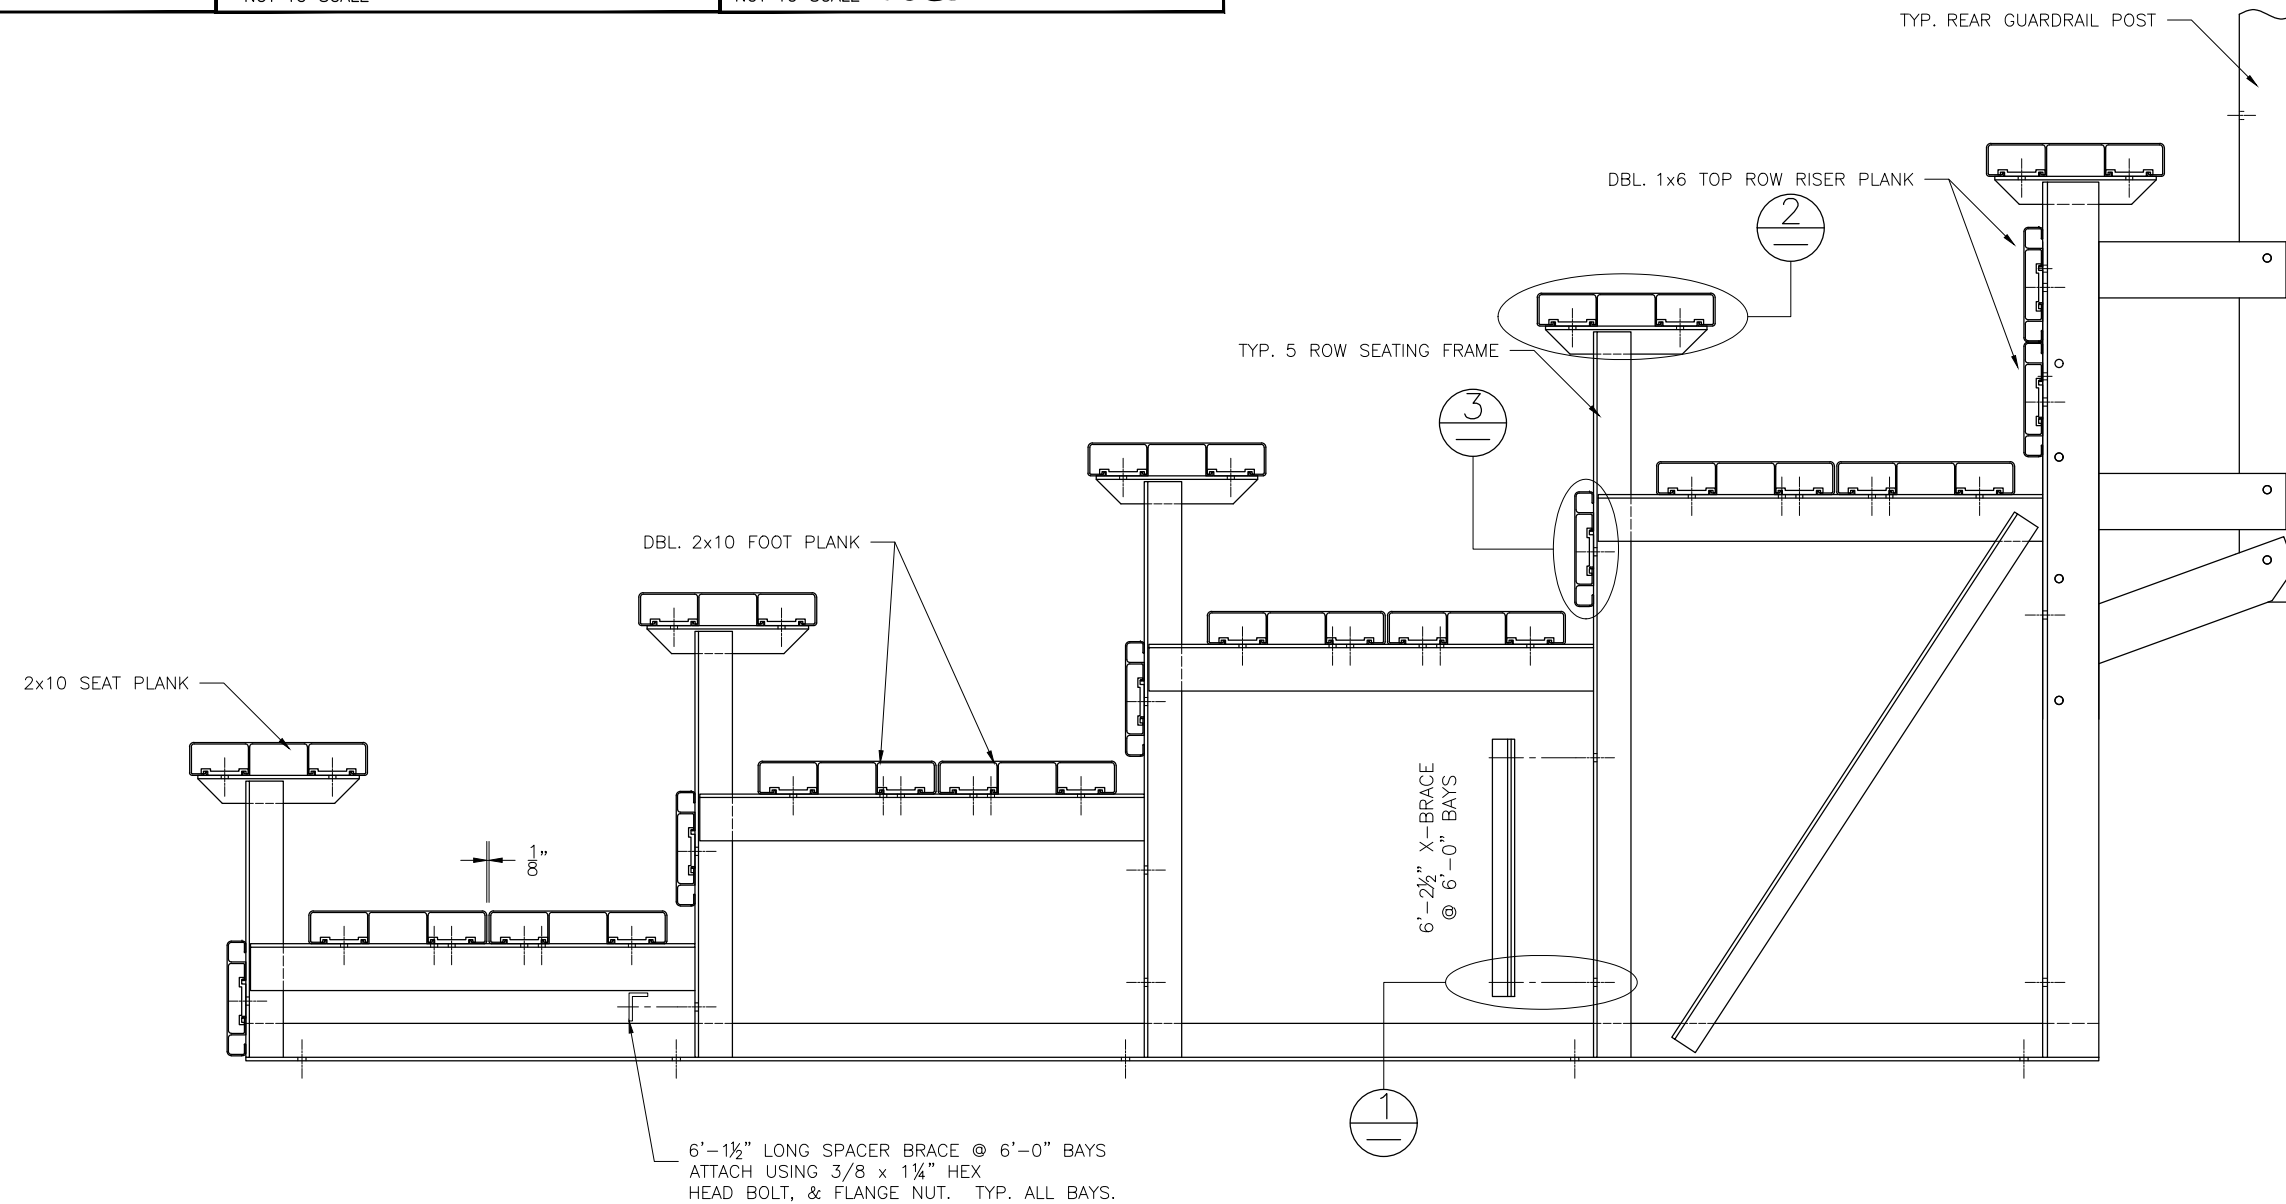 TYP. REAR GUARDRAIL POST
DBL. 1x6 TOP ROW RISER PLANK
2
TYP. 5 ROW SEATING FRAME
3
DBL. 2x10 FOOT PLANK
2x10 SEAT PLANK
6'-2½" X-BRACE
@ 6'-0" BAYS
1/8"
1
6'-1½" LONG SPACER BRACE @ 6'-0" BAYS
ATTACH USING 3/8 x 1¼" HEX
HEAD BOLT, & FLANGE NUT. TYP. ALL BAYS.